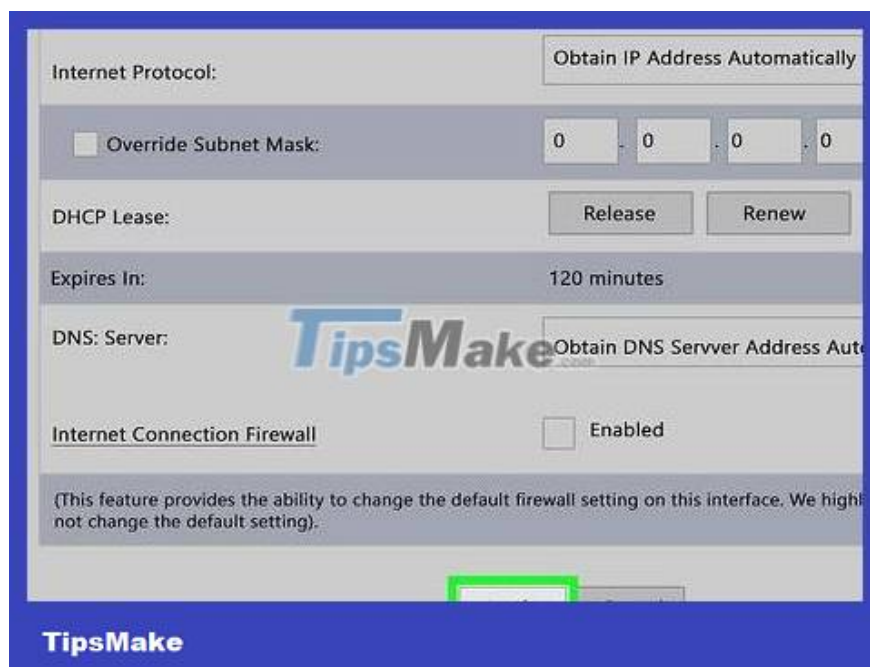 Internet Protocol:
Obtain IP Address Automatically
Override Subnet Mask:
0 . 0 . 0 . 0
DHCP Lease:
Release
Renew
Expires In:
120 minutes
DNS: Server:
TipsMake.com
Obtain DNS Servver Address Auto
Internet Connection Firewall
Enabled
(This feature provides the ability to change the default firewall setting on this interface. We highl
not change the default setting).
TipsMake